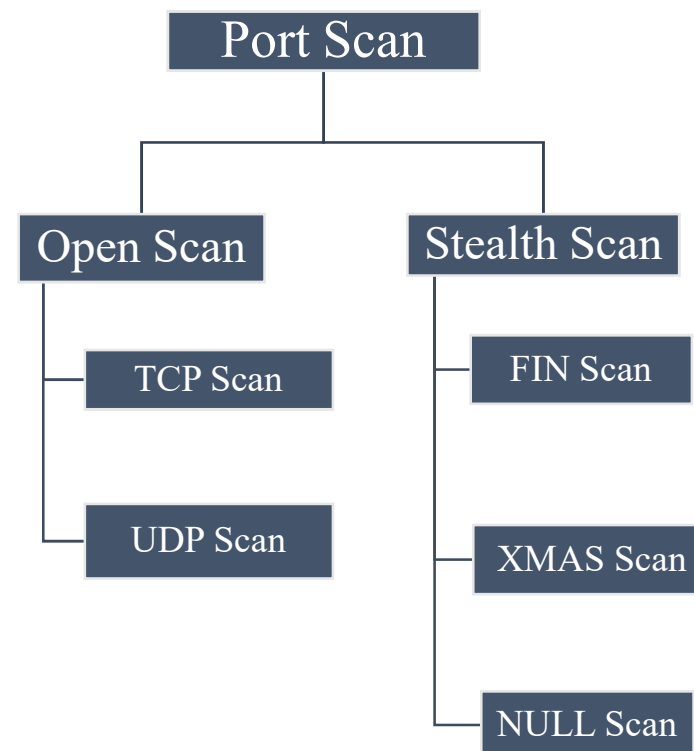 Port Scan
Open Scan
Stealth Scan
TCP Scan
FIN Scan
UDP Scan
XMAS Scan
NULL Scan